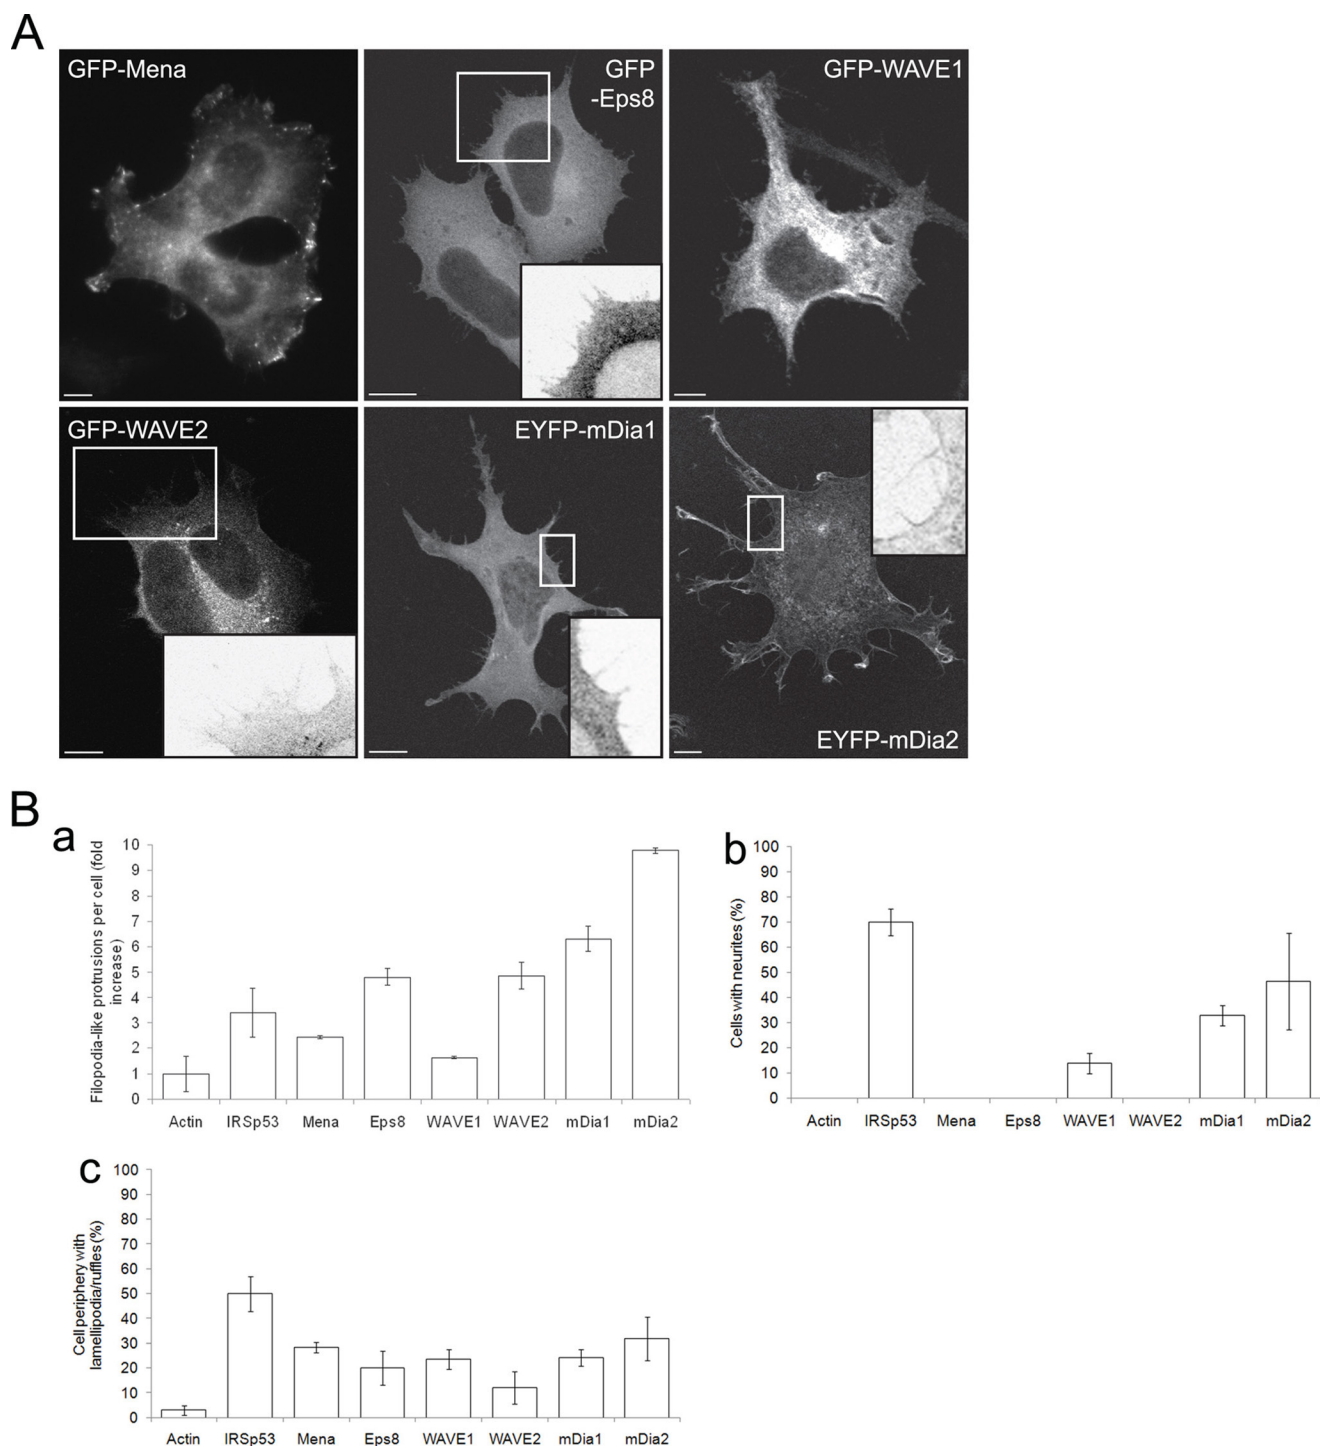 A
GFP-Mena
GFP
-Eps8
GFP-WAVE1
GFP-WAVE2
EYFP-mDia1
EYFP-mDia2
B
a
Filopodia-like protrusions per cell (fold
increase)
10
9
8
7
6
5
4
3
2
1
0
Actin IRSp53 Mena Eps8 WAVE1 WAVE2 mDia1 mDia2
b
Cells with neurites (%)
100
90
80
70
60
50
40
30
20
10
0
Actin IRSp53 Mena Eps8 WAVE1 WAVE2 mDia1 mDia2
c
Cell periphery with
lamellipodia/ruffles (%)
100
90
80
70
60
50
40
30
20
10
0
Actin IRSp53 Mena Eps8 WAVE1 WAVE2 mDia1 mDia2